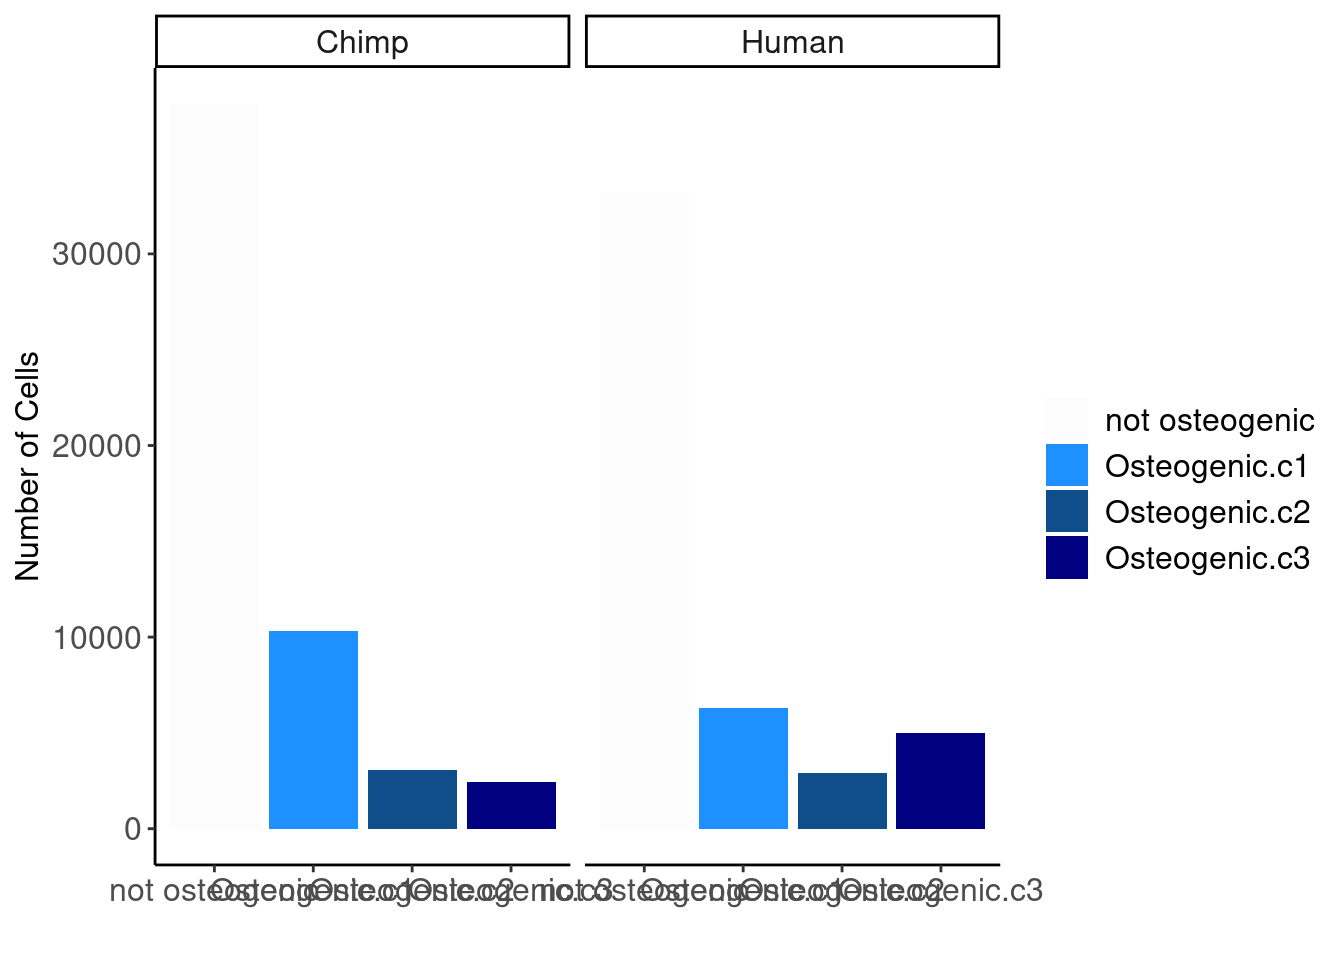 Chimp
Human
Number of Cells
30000
20000
10000
0
not osteogenic
Osteogenic.c1
Osteogenic.c2
Osteogenic.c3
not osteogenic
Osteogenic.c1
Osteogenic.c2
Osteogenic.c3
not osteogenic
Osteogenic.c1
Osteogenic.c2
Osteogenic.c3